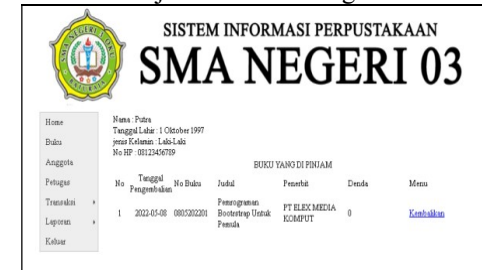 SISTEM INFORMASI PERPUSTAKAAN
SMA NEGERI 03
Home
Buku
Anggota
Petugas
Transaksi
Laporan
Keluar
Nama : Putra
Tanggal Lahir : 1 Oktober 1997
jenis Kelamin : Laki-Laki
No HP : 08123456789
BUKU YANG DI PINJAM
No Tanggal Pengembalian No Buku Judul Penerbit Denda Menu
1 2022-05-08 0805202201 Pemrograman Bootstrap Untuk Pemula PT ELEX MEDIA KOMPUT 0 Kembalikan